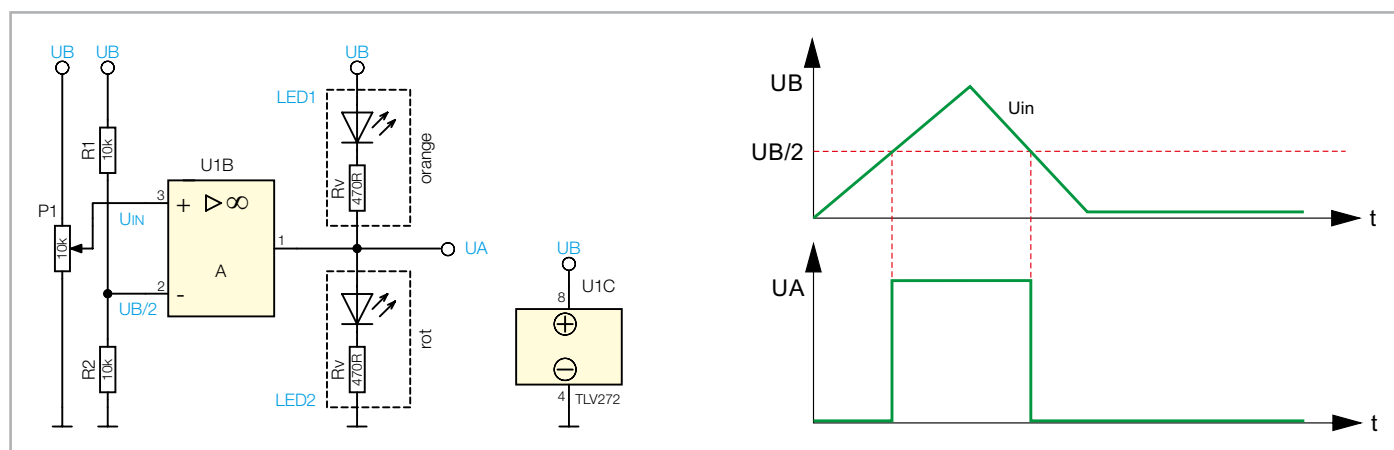 UB
UB
UB
LED1
orange
Rv
470R
R1
10k
U1B
P1
10k
3
+
∞
UIN
A
1
UA
2
-
UB/2
R2
10k
rot
Rv
470R
LED2
UB
U1C
8
+
−
4
TLV272
UB
Uin
UB/2
t
UA
t